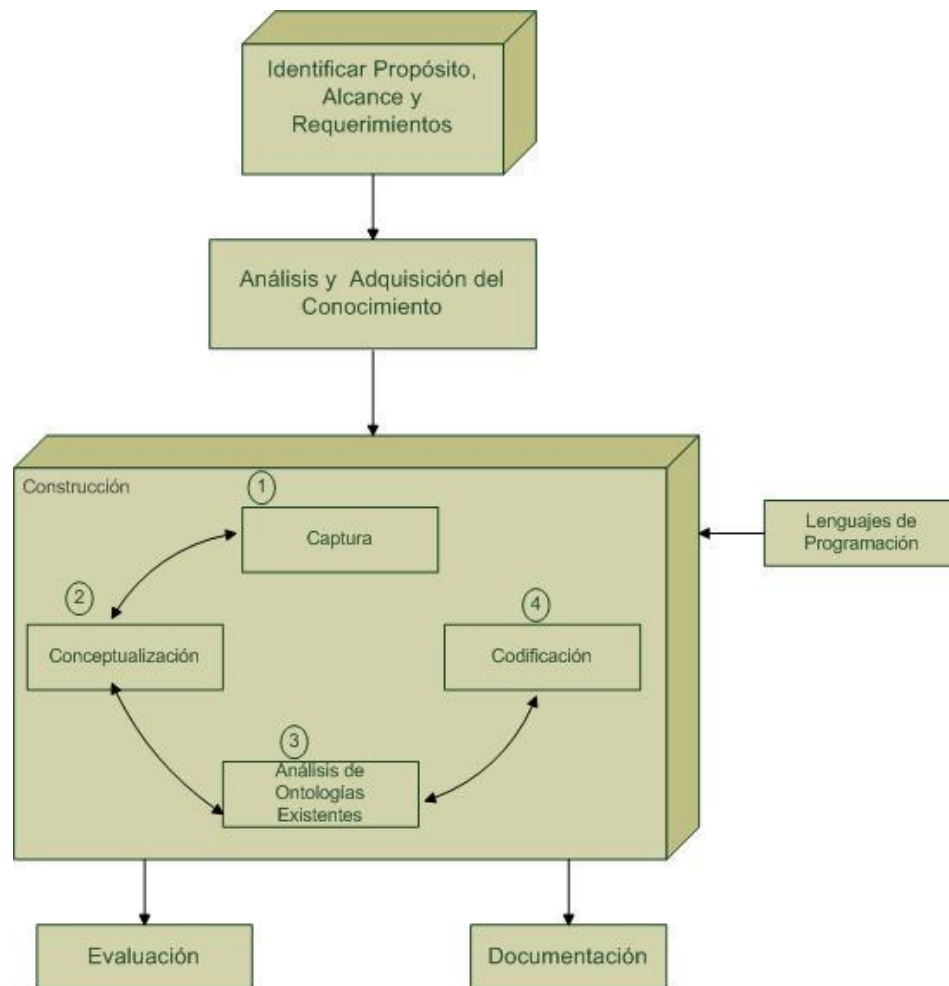 Identificar Propósito,
Alcance y
Requerimientos
Análisis y Adquisición del
Conocimiento
Construcción
1
Captura
Lenguajes de
Programación
2
Conceptualización
4
Codificación
3
Análisis de
Ontologías
Existentes
Evaluación
Documentación